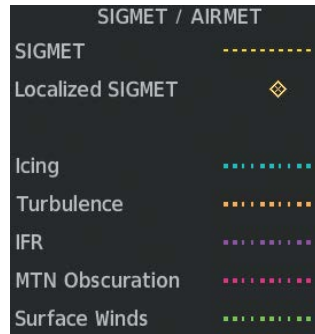 SIGMET / AIRMET
SIGMET
Localized SIGMET
Icing
Turbulence
IFR
MTN Obscuration
Surface Winds